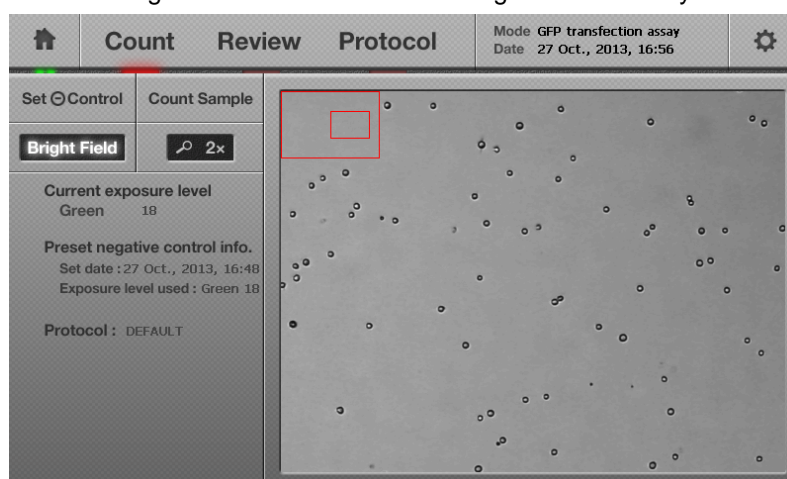 Count Review Protocol
Mode GFP transfection assay
Date 27 Oct., 2013, 16:56
Set ⊖ Control Count Sample
Bright Field 2×
Current exposure level
Green 18
Preset negative control info.
Set date : 27 Oct., 2013, 16:48
Exposure level used : Green 18
Protocol : DEFAULT